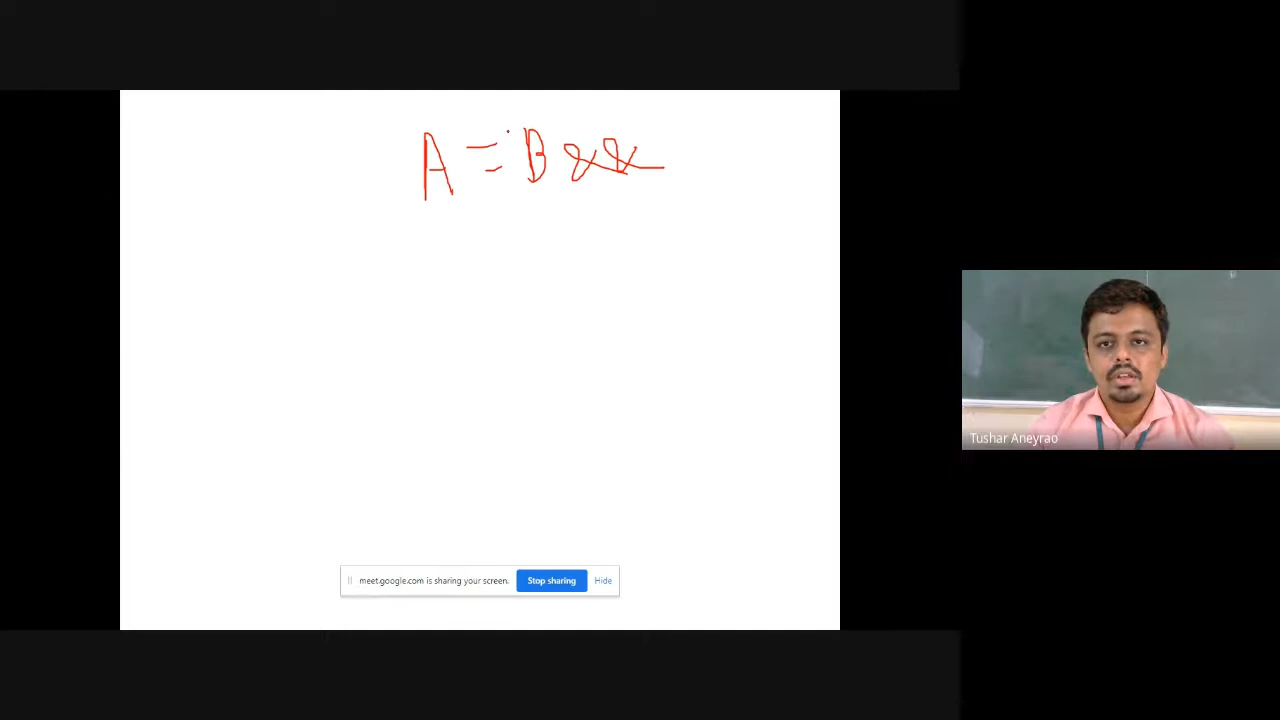 A = B &&
meet.google.com is sharing your screen. Stop sharing Hide
Tushar Aneyrao